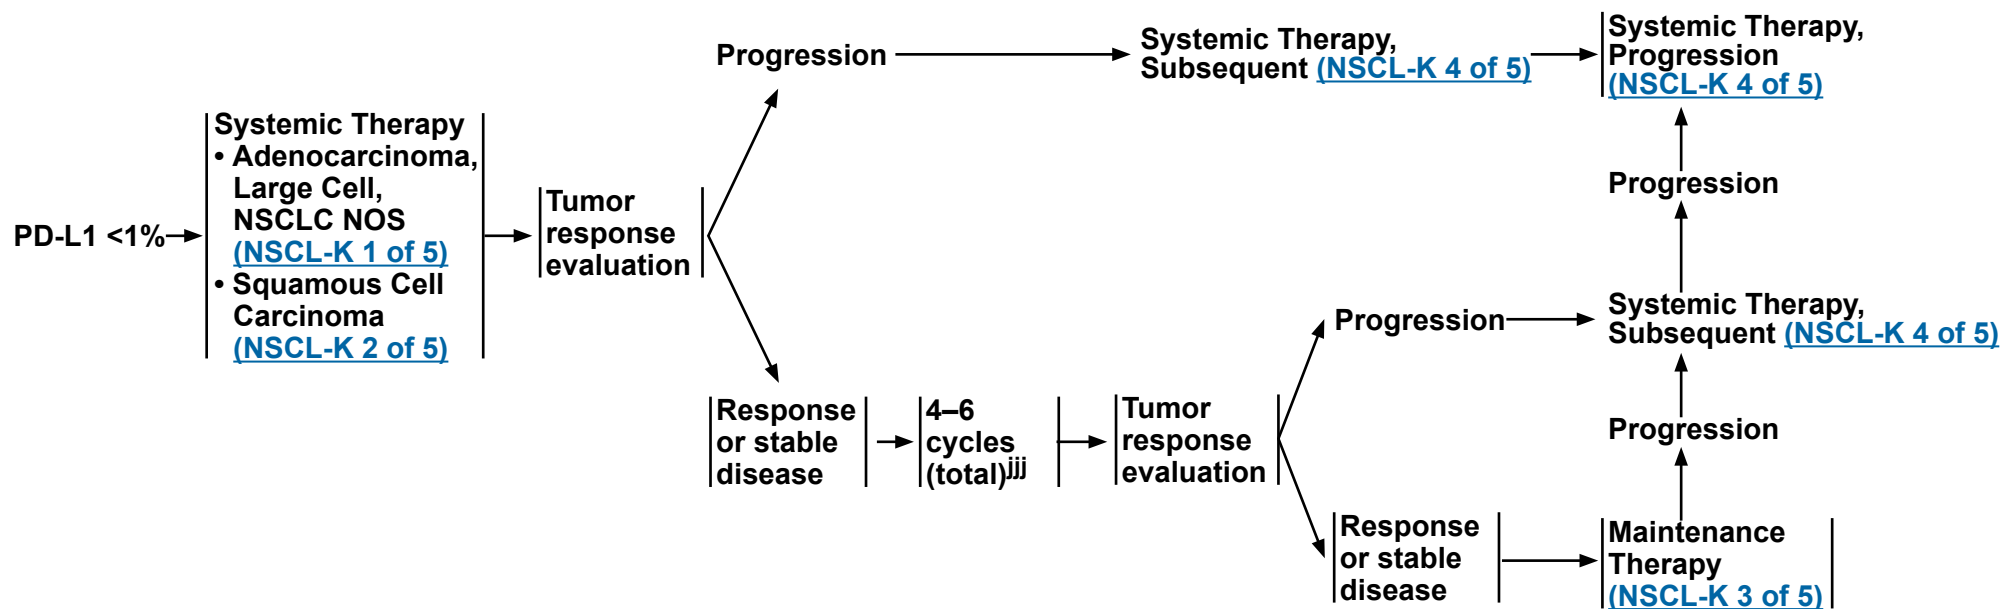 PD-L1 <1%
Systemic Therapy
• Adenocarcinoma,
Large Cell,
NSCLC NOS
(NSCL-K 1 of 5)
• Squamous Cell
Carcinoma
(NSCL-K 2 of 5)
Tumor
response
evaluation
Progression
Systemic Therapy,
Subsequent (NSCL-K 4 of 5)
Systemic Therapy,
Progression
(NSCL-K 4 of 5)
Response
or stable
disease
4–6
cycles
(total)jjj
Tumor
response
evaluation
Progression
Systemic Therapy,
Subsequent (NSCL-K 4 of 5)
Progression
Response
or stable
disease
Maintenance
Therapy
(NSCL-K 3 of 5)
Progression